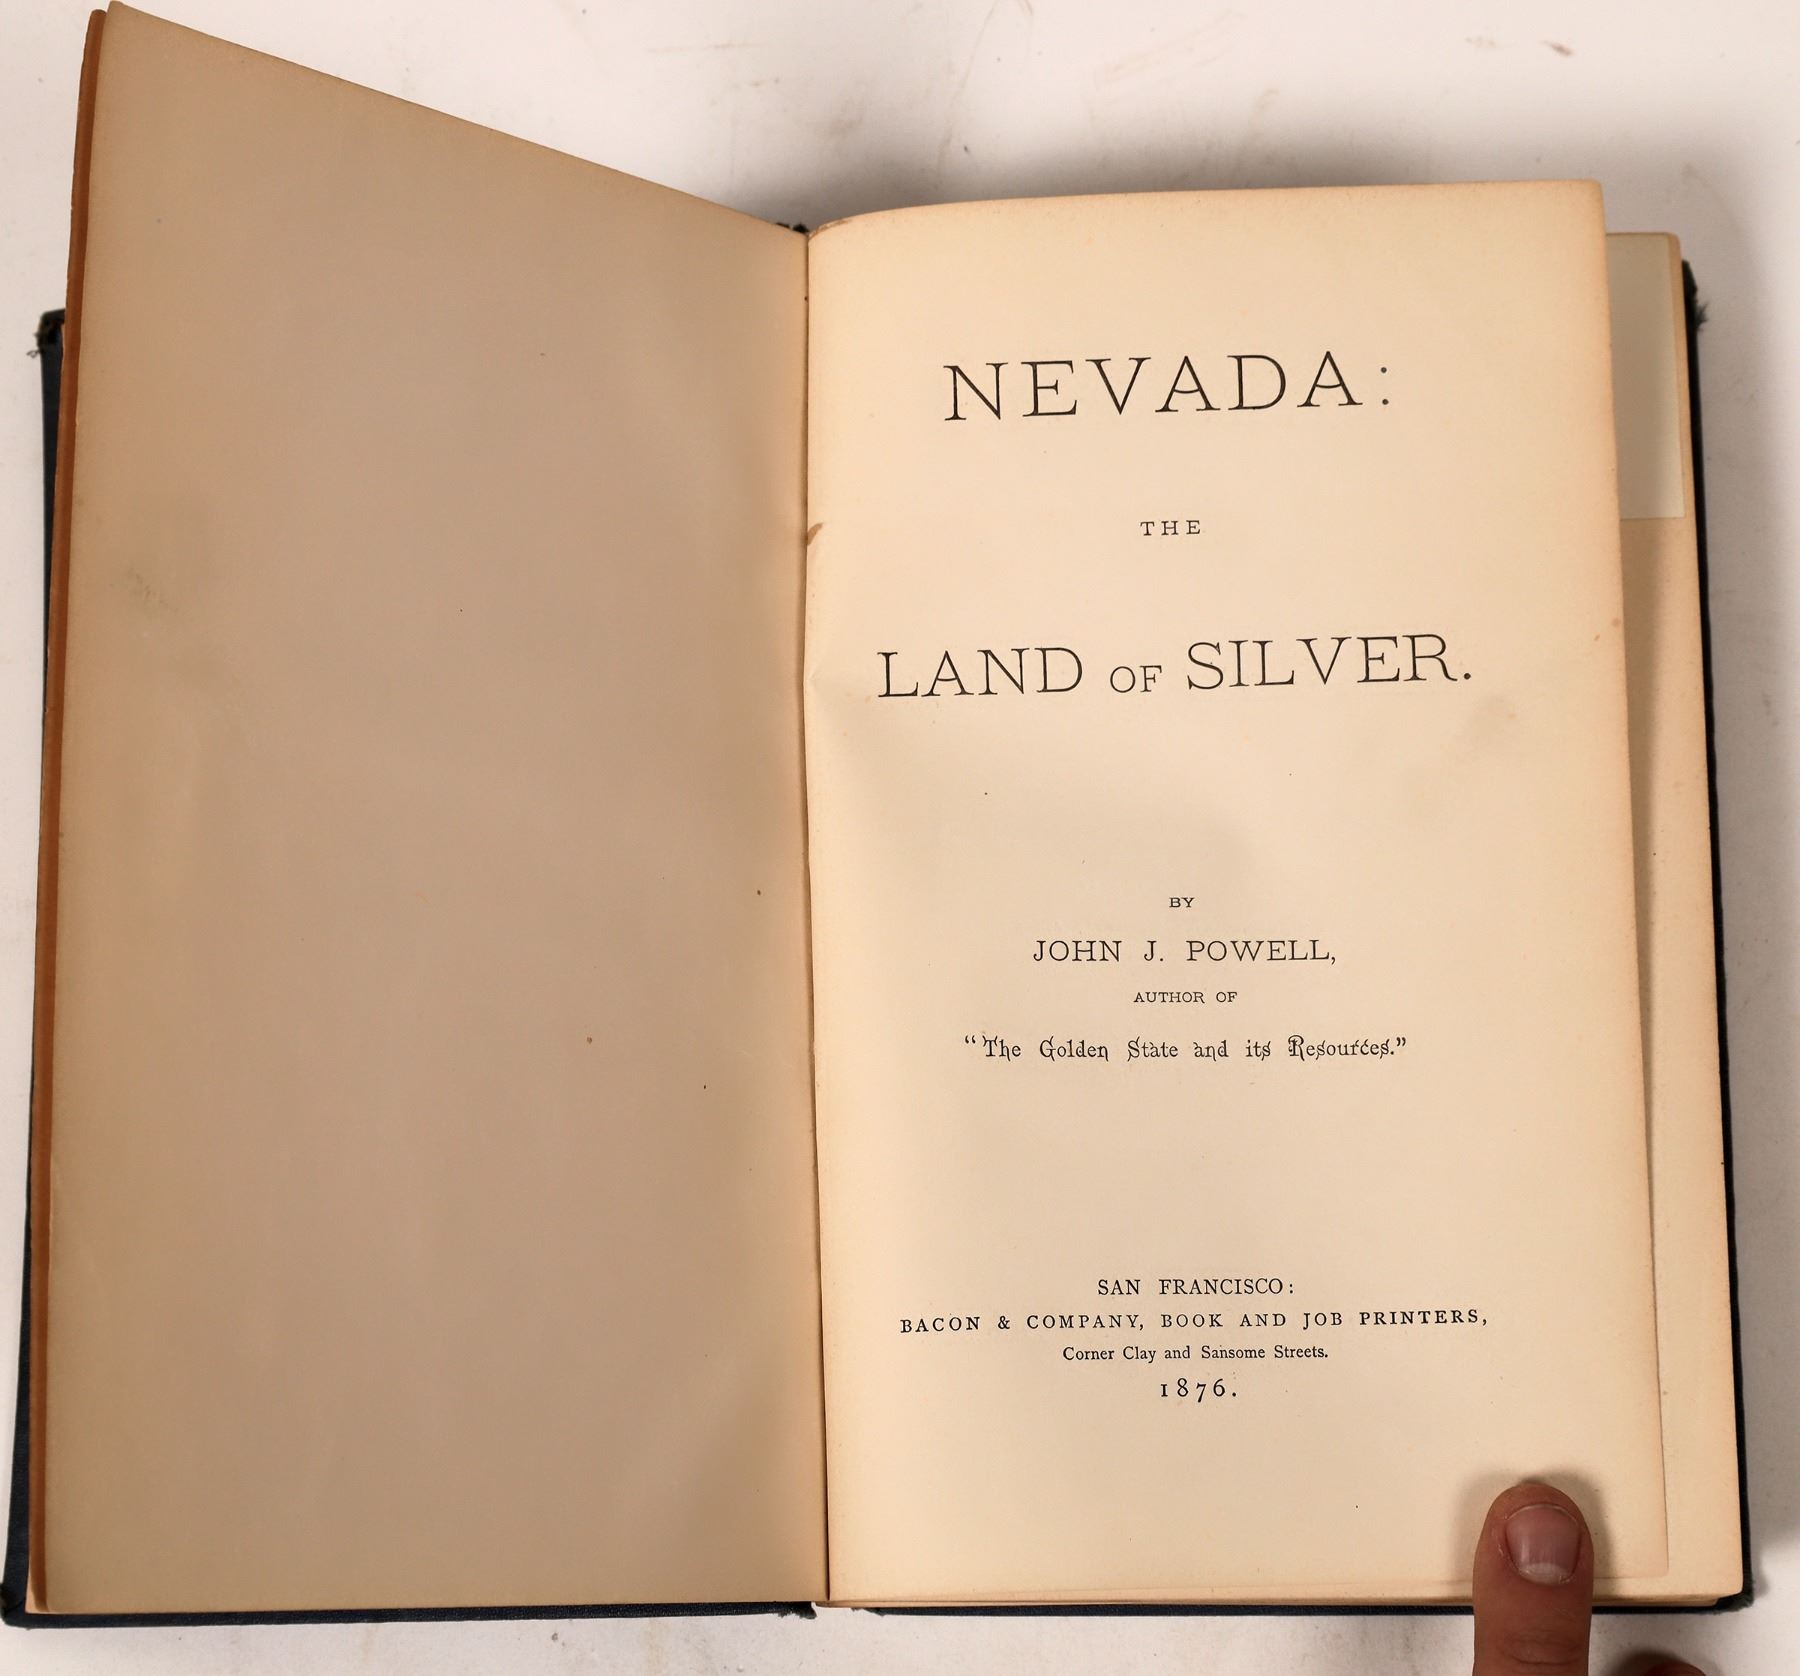 NEVADA:
THE
LAND OF SILVER.
BY
JOHN J. POWELL,
AUTHOR OF
“The Golden State and its Resources.”
SAN FRANCISCO:
BACON & COMPANY, BOOK AND JOB PRINTERS,
Corner Clay and Sansome Streets.
1876.